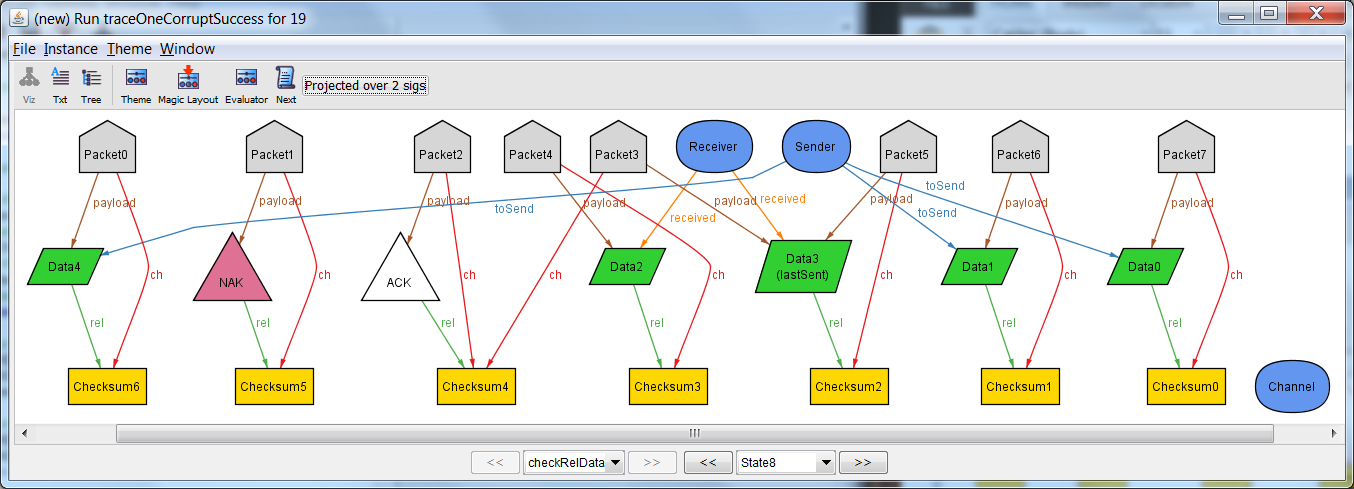 (new) Run traceOneCorruptSuccess for 19
File Instance Theme Window
Viz Txt Tree Theme Magic Layout Evaluator Next Projected over 2 sigs
Packet0 Packet1 Packet2 Packet4 Packet3 Receiver Sender Packet5 Packet6 Packet7
toSend
payload payload payload payload payload received payload toSend payload
toSend received
Data4 NAK ACK Data2 Data3 Data1 Data0
(lastSent)
ch ch ch ch ch ch ch ch
rel rel rel rel rel rel rel
Checksum6 Checksum5 Checksum4 Checksum3 Checksum2 Checksum1 Checksum0 Channel
<< checkRelData >> << State8 >>